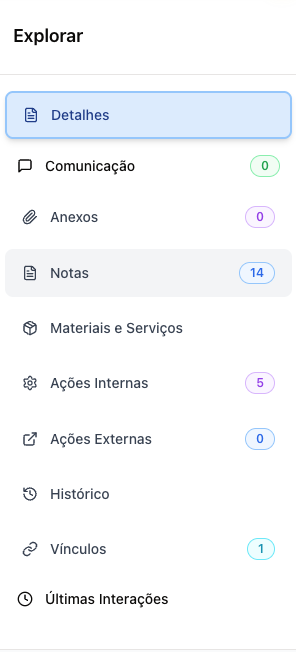 Explorar
Detalhes
Comunicação 0
Anexos 0
Notas 14
Materiais e Serviços
Ações Internas 5
Ações Externas 0
Histórico
Vínculos 1
Últimas Interações